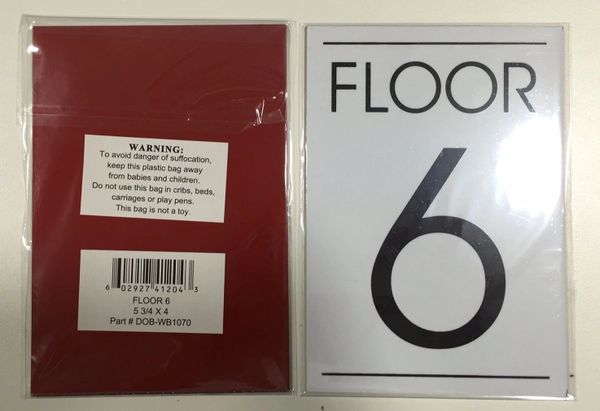 WARNING:
To avoid danger of suffocation,
keep this plastic bag away
from babies and children.
Do not use this bag in cribs, beds,
carriages or play pens.
This bag is not a toy.
6 02927 41204 3
FLOOR 6
5 3/4 X 4
Part # DOB-WB1070
FLOOR
6